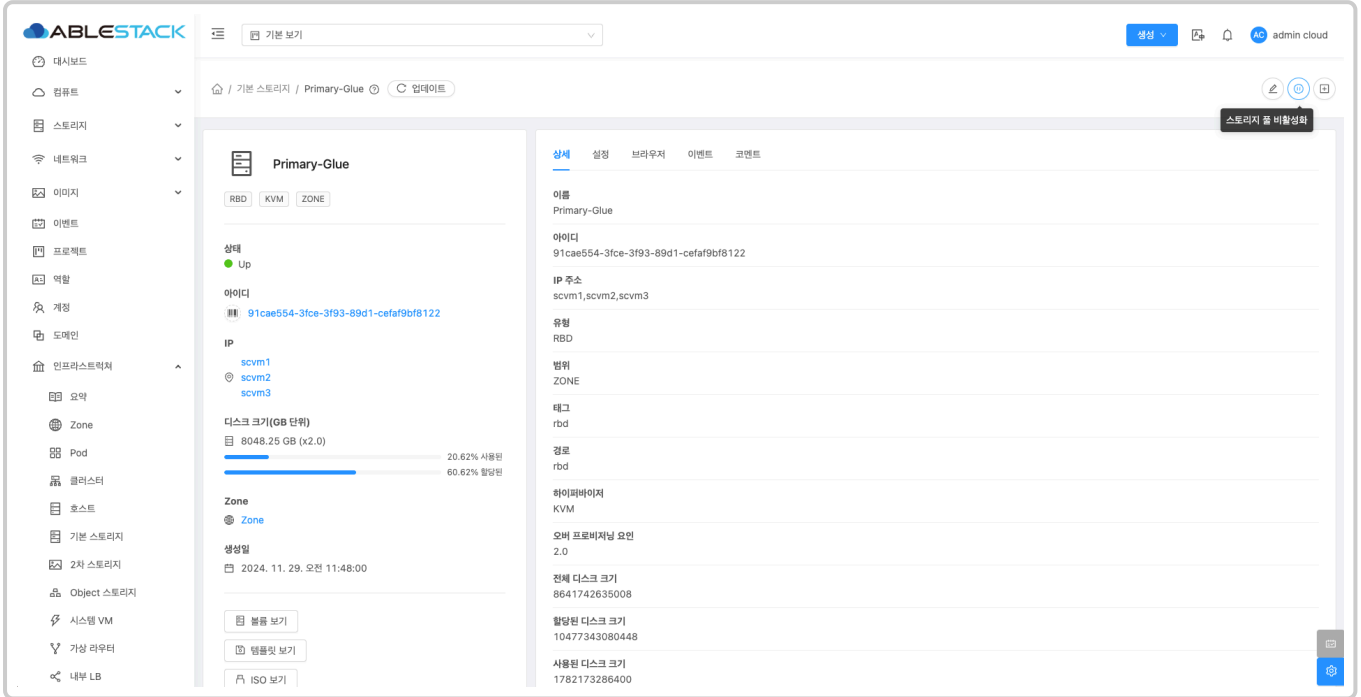 ABLESTACK
기본 보기
생성
AC admin cloud
대시보드
컴퓨트
스토리지
네트워크
이미지
이벤트
프로젝트
역할
계정
도메인
인프라스트럭쳐
요약
Zone
Pod
클러스터
호스트
기본 스토리지
2차 스토리지
Object 스토리지
시스템 VM
가상 라우터
내부 LB
/ 기본 스토리지 / Primary-Glue
업데이트
스토리지 풀 비활성화
Primary-Glue
RBD KVM ZONE
상태
Up
아이디
91cae554-3fce-3f93-89d1-cefaf9bf8122
IP
scvm1
scvm2
scvm3
디스크 크기(GB 단위)
8048.25 GB (x2.0)
20.62% 사용된
60.62% 할당된
Zone
Zone
생성일
2024. 11. 29. 오전 11:48:00
볼륨 보기
템플릿 보기
ISO 보기
상세 설정 브라우저 이벤트 코멘트
이름
Primary-Glue
아이디
91cae554-3fce-3f93-89d1-cefaf9bf8122
IP 주소
scvm1,scvm2,scvm3
유형
RBD
범위
ZONE
태그
rbd
경로
rbd
하이퍼바이저
KVM
오버 프로비저닝 요인
2.0
전체 디스크 크기
8641742635008
할당된 디스크 크기
10477343080448
사용된 디스크 크기
1782173286400